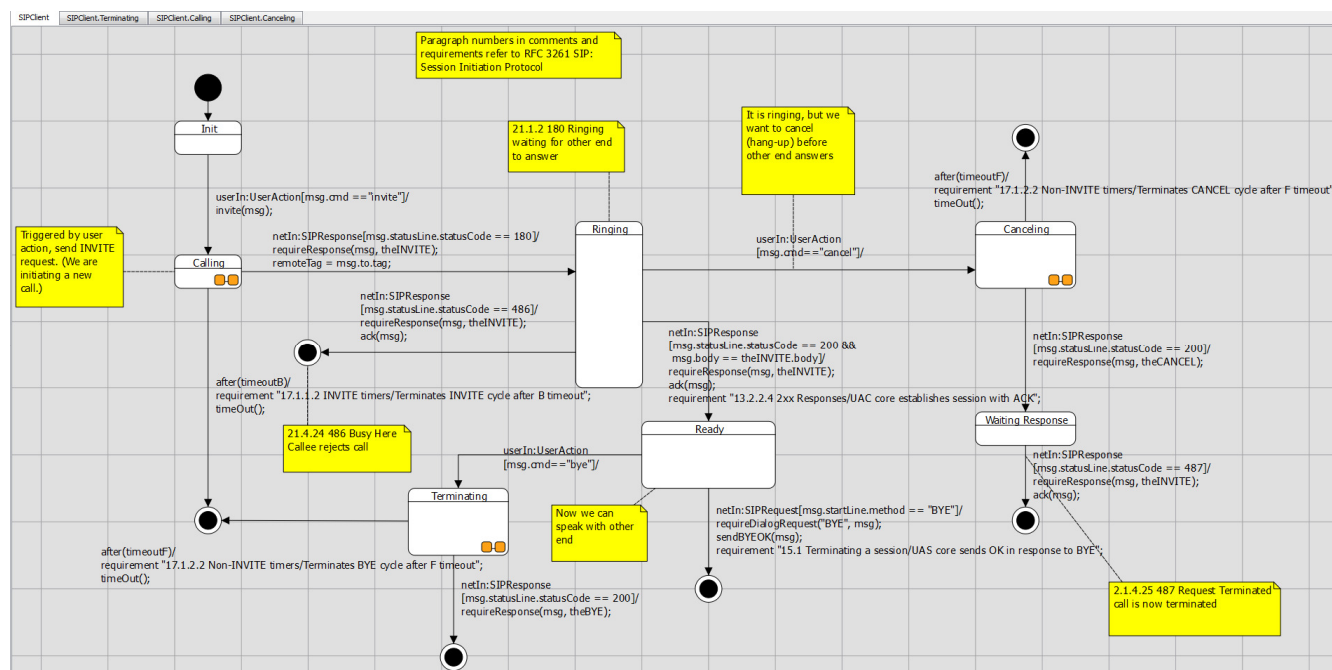 SIPClient
SIPClient.Terminating
SIPClient.Calling
SIPClient.Canceling
Paragraph numbers in comments and
requirements refer to RFC 3261 SIP:
Session Initiation Protocol
Init
21.1.2 180 Ringing
waiting for other end
to answer
It is ringing, but we
want to cancel
(hang-up) before
other end answers
after(timeoutF)/
requirement "17.1.2.2 Non-INVITE timers/Terminates CANCEL cycle after F timeout"
timeOut();
userIn:UserAction[msg.cmd =="invite"]/
invite(msg);
Triggered by user
action, send INVITE
request. (We are
initiating a new
call.)
Calling
netIn:SIPResponse[msg.statusLine.statusCode == 180]/
requireResponse(msg, theINVITE);
remoteTag = msg.to.tag;
Ringing
userIn:UserAction
[msg.cmd=="cancel"]/
Canceling
netIn:SIPResponse
[msg.statusLine.statusCode == 486]/
requireResponse(msg, theINVITE);
ack(msg);
netIn:SIPResponse
[msg.statusLine.statusCode == 200 &&
msg.body == theINVITE.body]/
requireResponse(msg, theINVITE);
ack(msg);
requirement "13.2.2.4 2xx Responses/UAC core establishes session with ACK";
netIn:SIPResponse
[msg.statusLine.statusCode == 200]/
requireResponse(msg, theCANCEL);
after(timeoutB)/
requirement "17.1.1.2 INVITE timers/Terminates INVITE cycle after B timeout";
timeOut();
21.4.24 486 Busy Here
Callee rejects call
Ready
Waiting Response
userIn:UserAction
[msg.cmd=="bye"]/
netIn:SIPResponse
[msg.statusLine.statusCode == 487]/
requireResponse(msg, theINVITE);
ack(msg);
Terminating
Now we can
speak with other
end
netIn:SIPRequest[msg.startLine.method == "BYE"]/
requireDialogRequest("BYE", msg);
sendBYEOK(msg);
requirement "15.1 Terminating a session/UAS core sends OK in response to BYE";
after(timeoutF)/
requirement "17.1.2.2 Non-INVITE timers/Terminates BYE cycle after F timeout";
timeOut();
netIn:SIPResponse
[msg.statusLine.statusCode == 200]/
requireResponse(msg, theBYE);
2.1.4.25 487 Request Terminated
call is now terminated